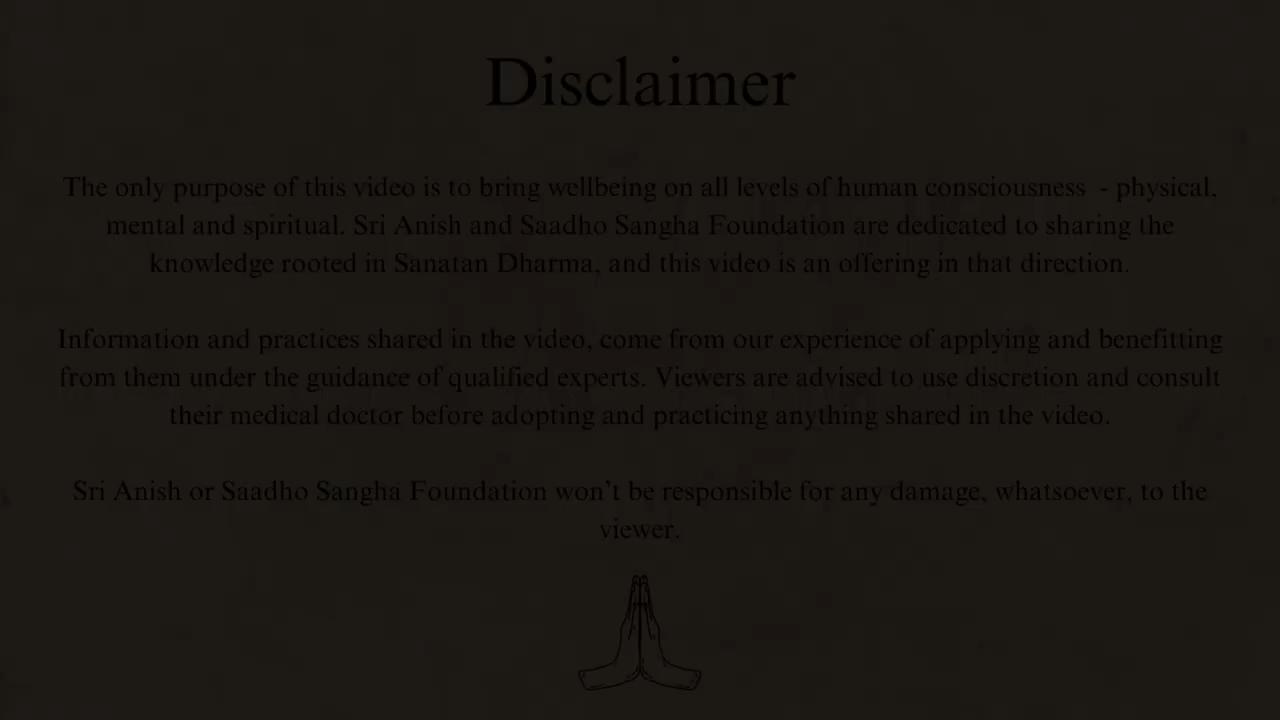 Disclaimer
The only purpose of this video is to bring wellbeing on all levels of human consciousness - physical,
mental and spiritual. Sri Anish and Saadho Sangha Foundation are dedicated to sharing the
knowledge rooted in Sanatan Dharma, and this video is an offering in that direction.
Information and practices shared in the video, come from our experience of applying and benefitting
from them under the guidance of qualified experts. Viewers are advised to use discretion and consult
their medical doctor before adopting and practicing anything shared in the video.
Sri Anish or Saadho Sangha Foundation won't be responsible for any damage, whatsoever, to the
viewer.